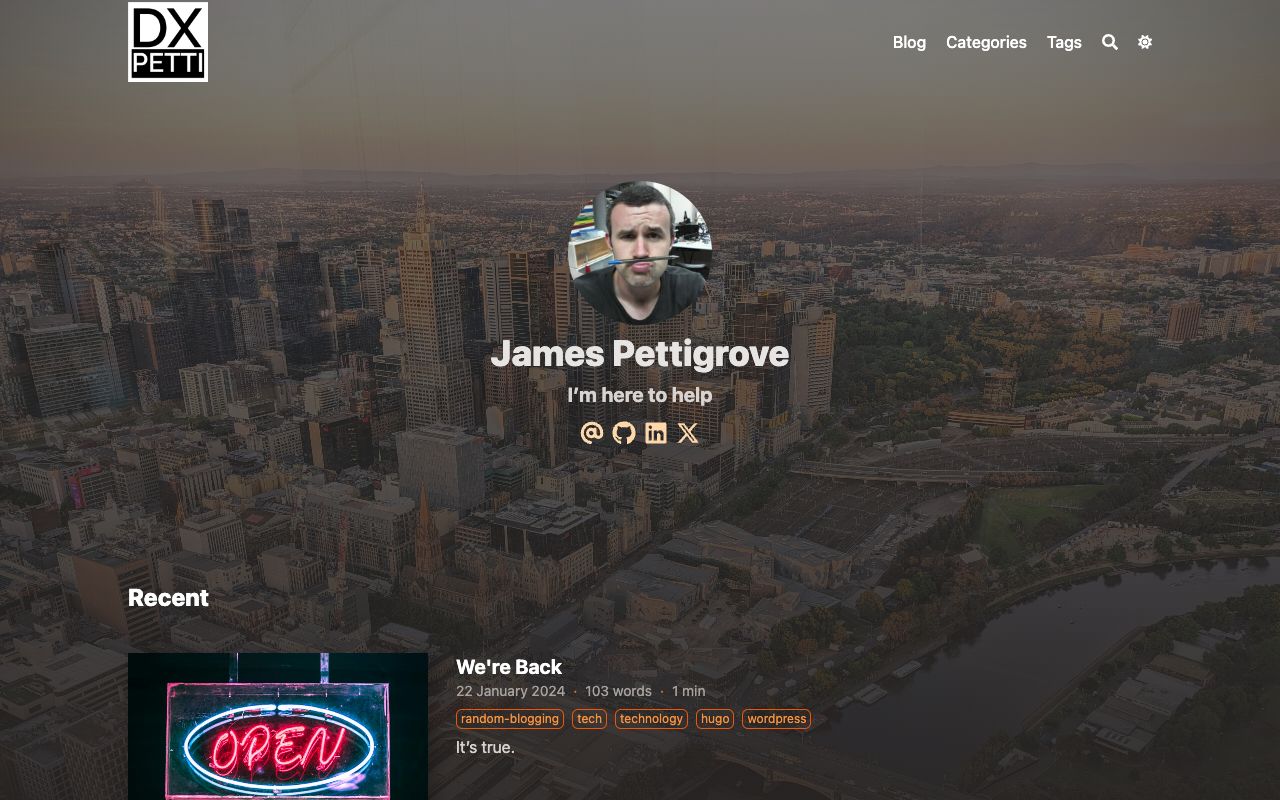 DX
PETTI
Blog Categories Tags
James Pettigrove
I'm here to help
Recent
We're Back
22 January 2024 · 103 words · 1 min
random-blogging tech technology hugo wordpress
It's true.
OPEN